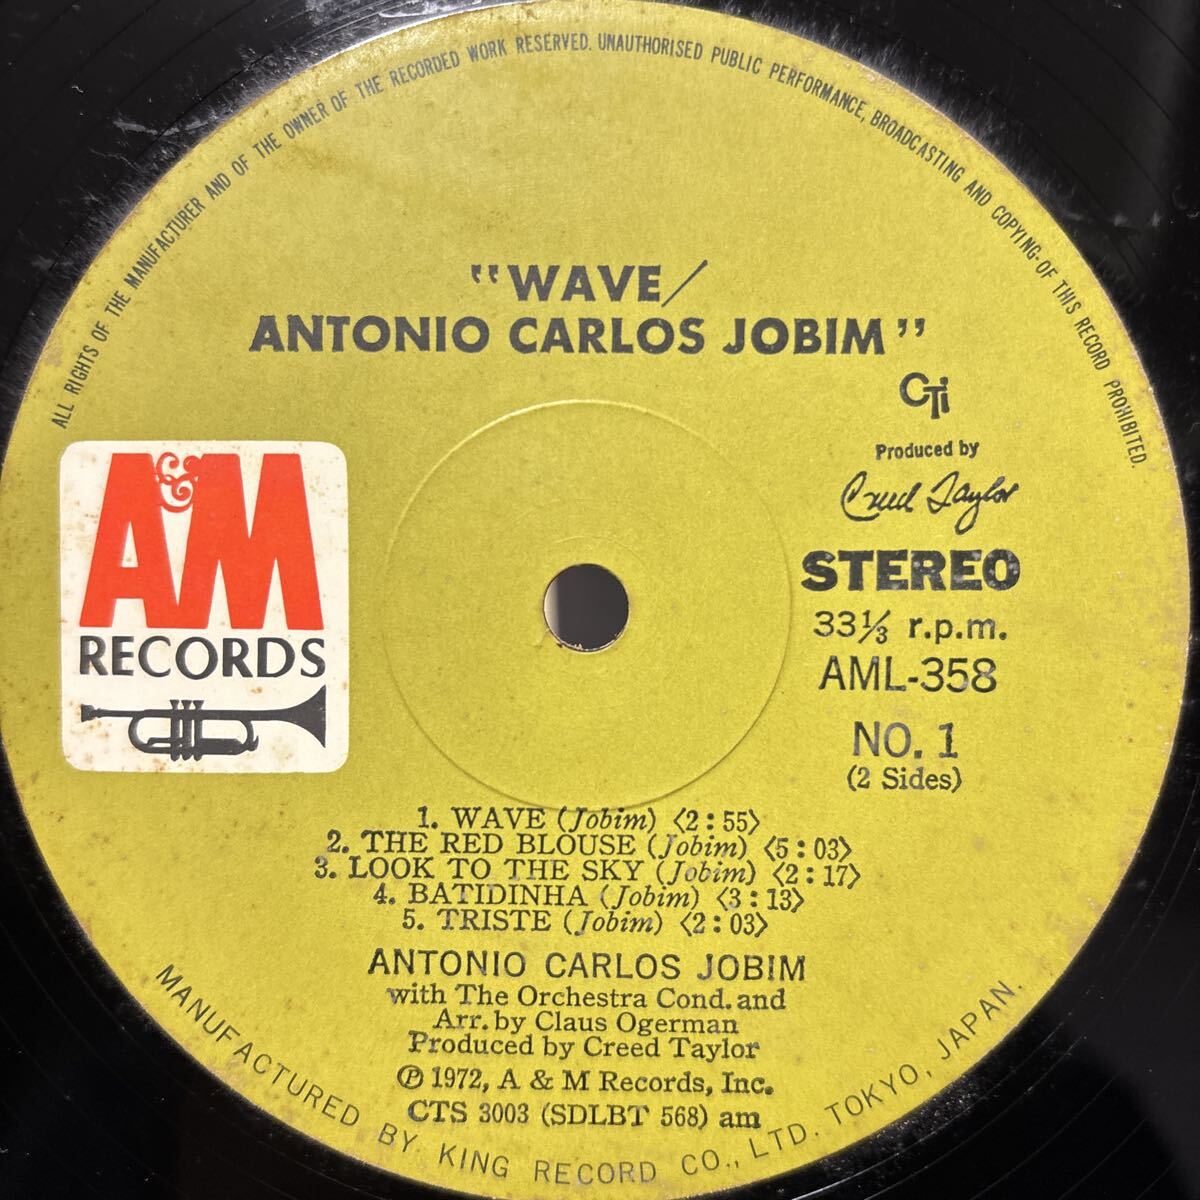 ALL RIGHTS OF THE MANUFACTURER AND OF THE OWNER OF THE RECORDED WORK RESERVED. UNAUTHORISED PUBLIC PERFORMANCE, BROADCASTING AND COPYING OF THIS RECORD PROHIBITED.
"WAVE/
ANTONIO CARLOS JOBIM"
CTi
Produced by
Creed Taylor
A&M
RECORDS
STEREO
33⅓ r.p.m.
AML-358
NO. 1
(2 Sides)
1. WAVE (Jobim) ⟨2:55⟩
2. THE RED BLOUSE (Jobim) ⟨5:03⟩
3. LOOK TO THE SKY (Jobim) ⟨2:17⟩
4. BATIDINHA (Jobim) ⟨3:13⟩
5. TRISTE (Jobim) ⟨2:03⟩
ANTONIO CARLOS JOBIM
with The Orchestra Cond. and
Arr. by Claus Ogerman
Produced by Creed Taylor
Ⓟ 1972, A & M Records, Inc.
CTS 3003 (SDLBT 568) am
MANUFACTURED BY KING RECORD CO., LTD. TOKYO, JAPAN.